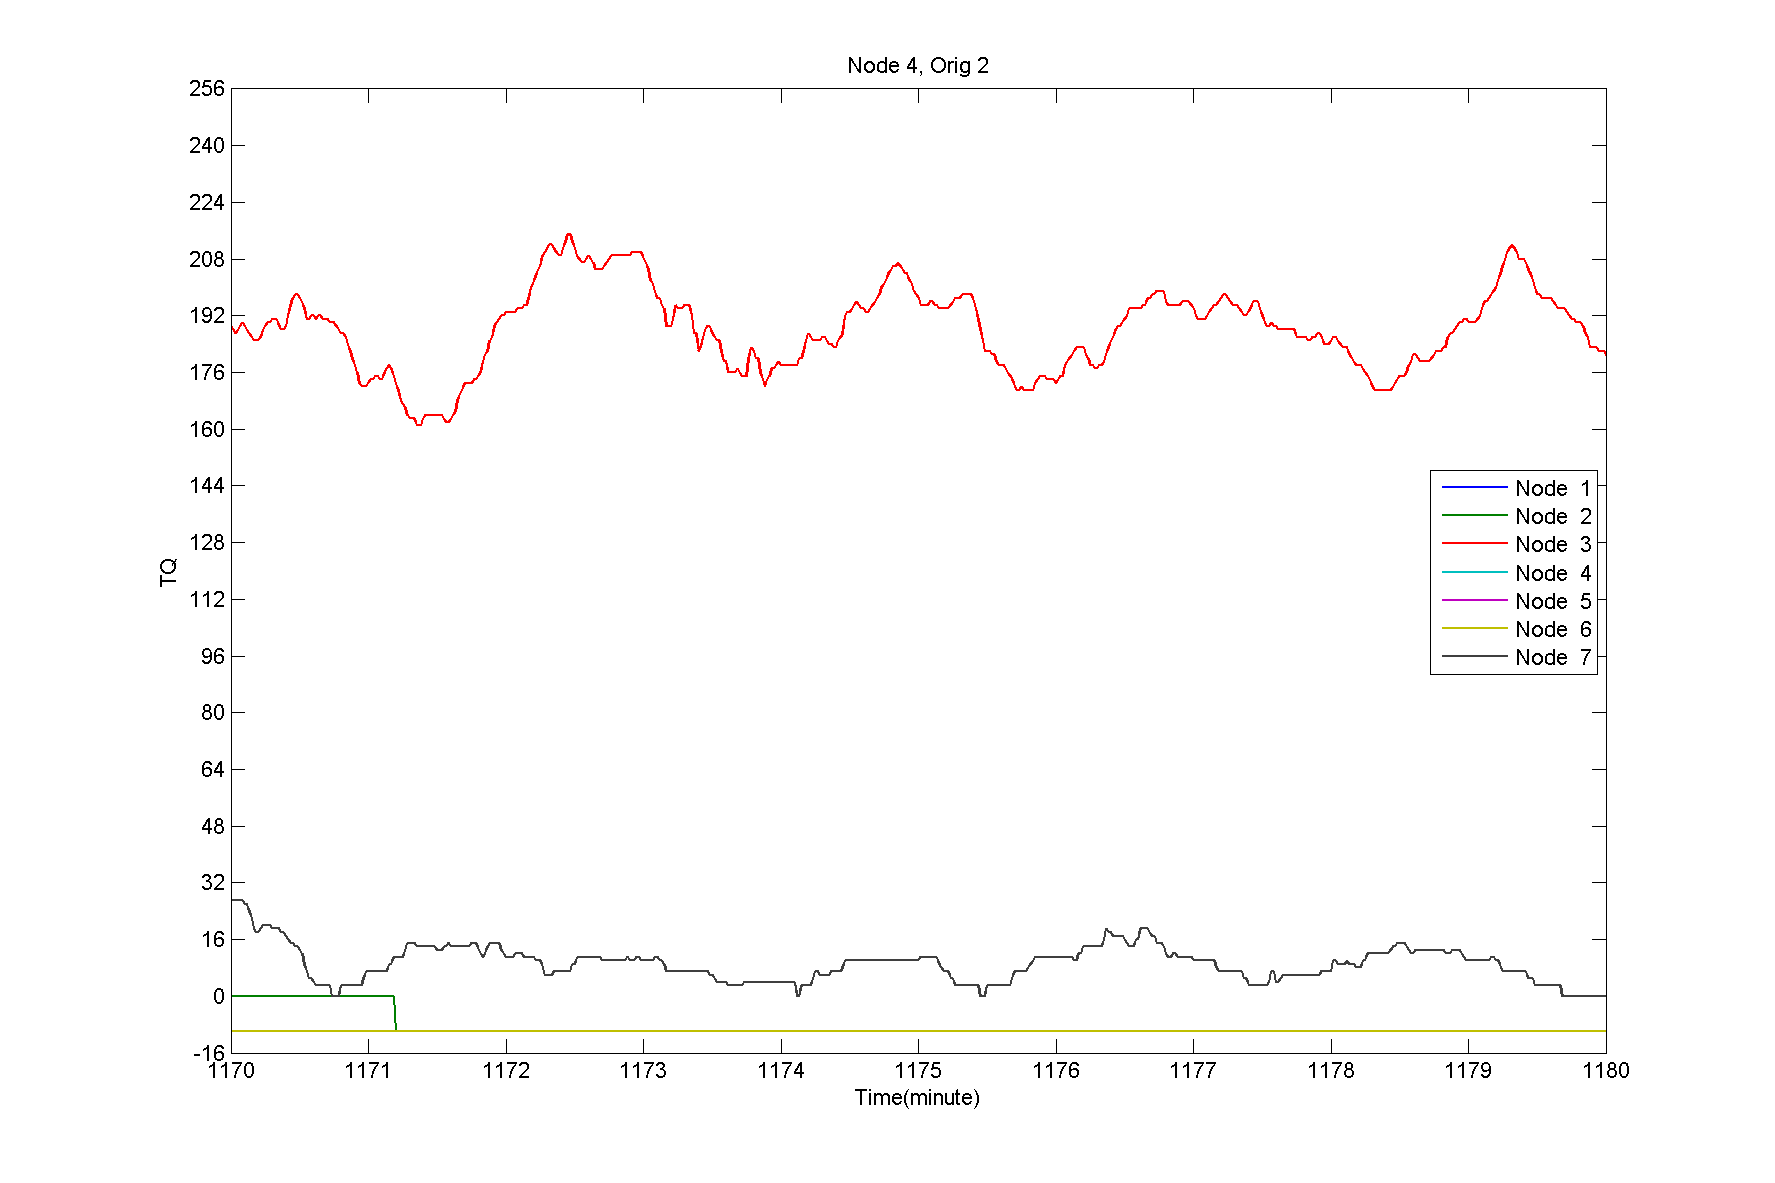 Node 4, Orig 2
256
240
224
208
192
176
160
144
128
112
96
80
64
48
32
16
0
-16
TQ
Node 1
Node 2
Node 3
Node 4
Node 5
Node 6
Node 7
1170 1171 1172 1173 1174 1175 1176 1177 1178 1179 1180
Time(minute)